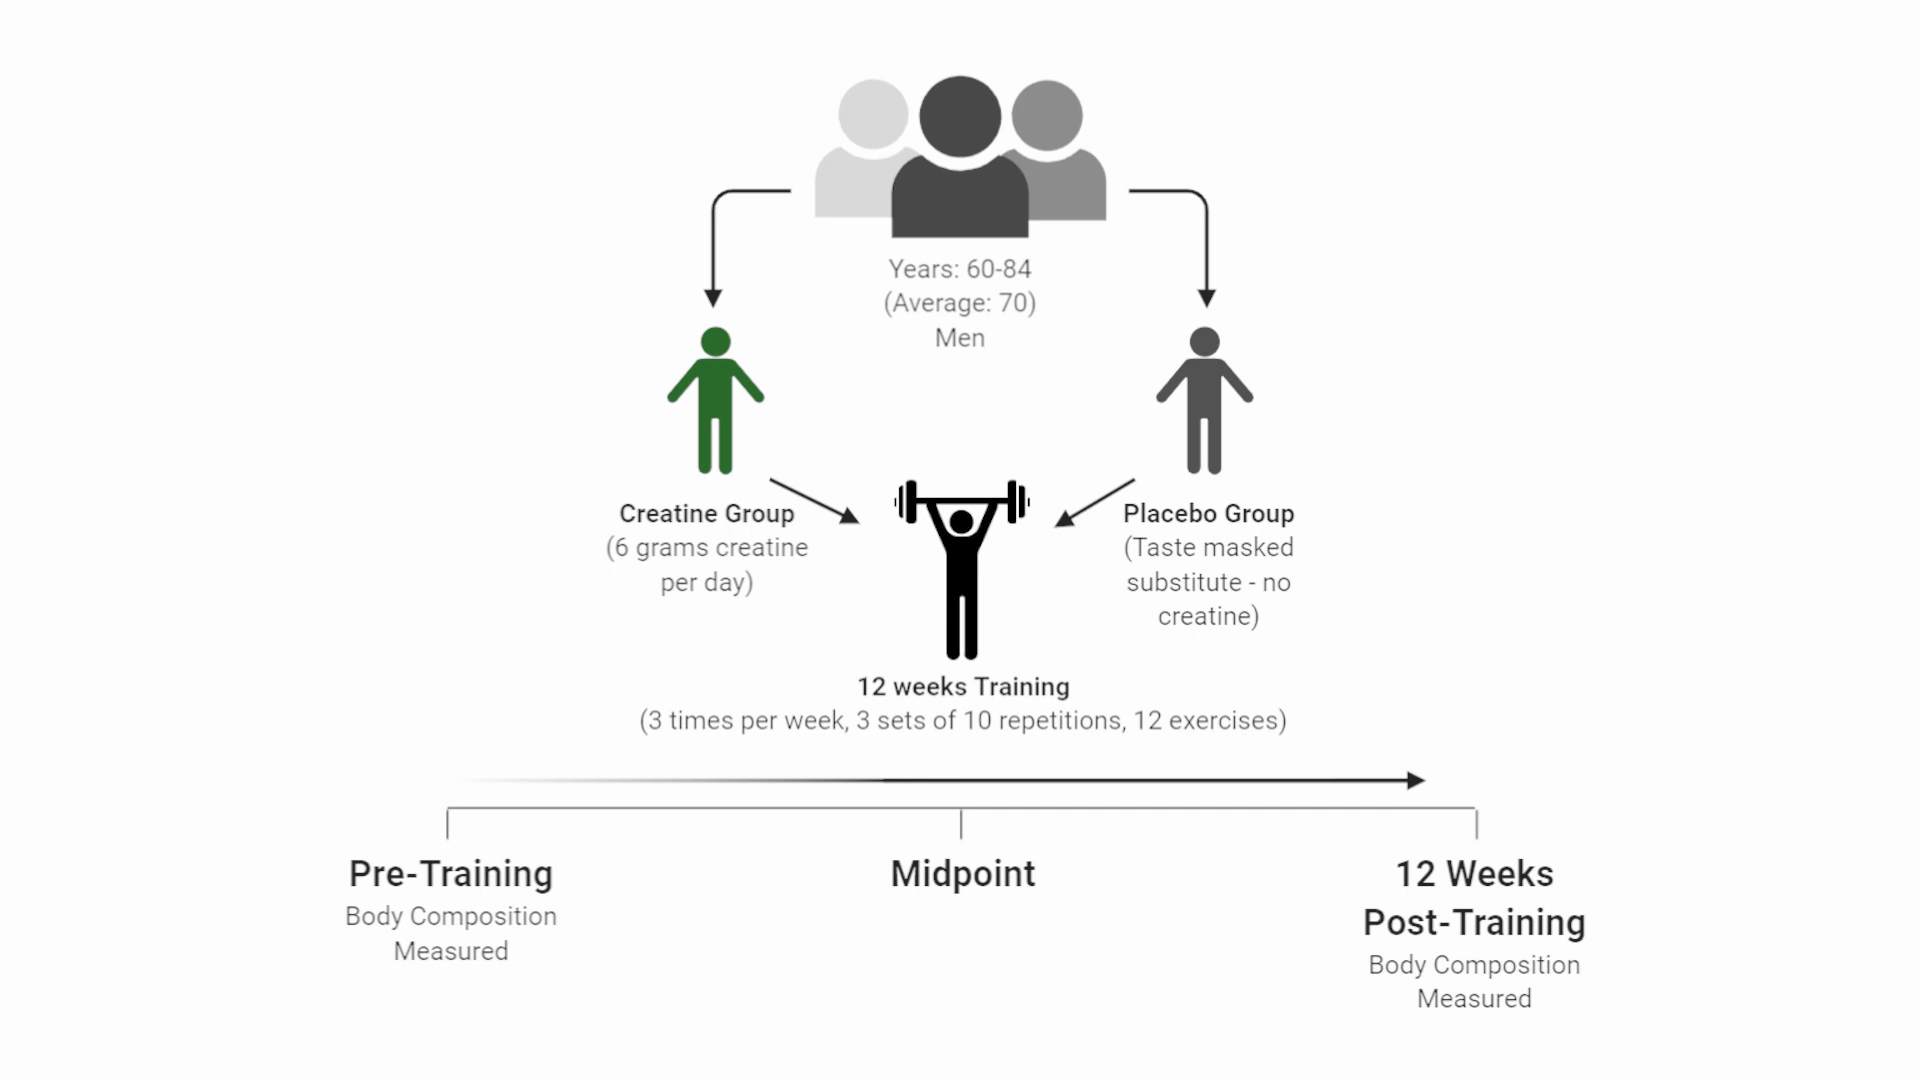 Years: 60-84
(Average: 70)
Men
Creatine Group
(6 grams creatine
per day)
Placebo Group
(Taste masked
substitute - no
creatine)
12 weeks Training
(3 times per week, 3 sets of 10 repetitions, 12 exercises)
Pre-Training
Body Composition
Measured
Midpoint
12 Weeks
Post-Training
Body Composition
Measured